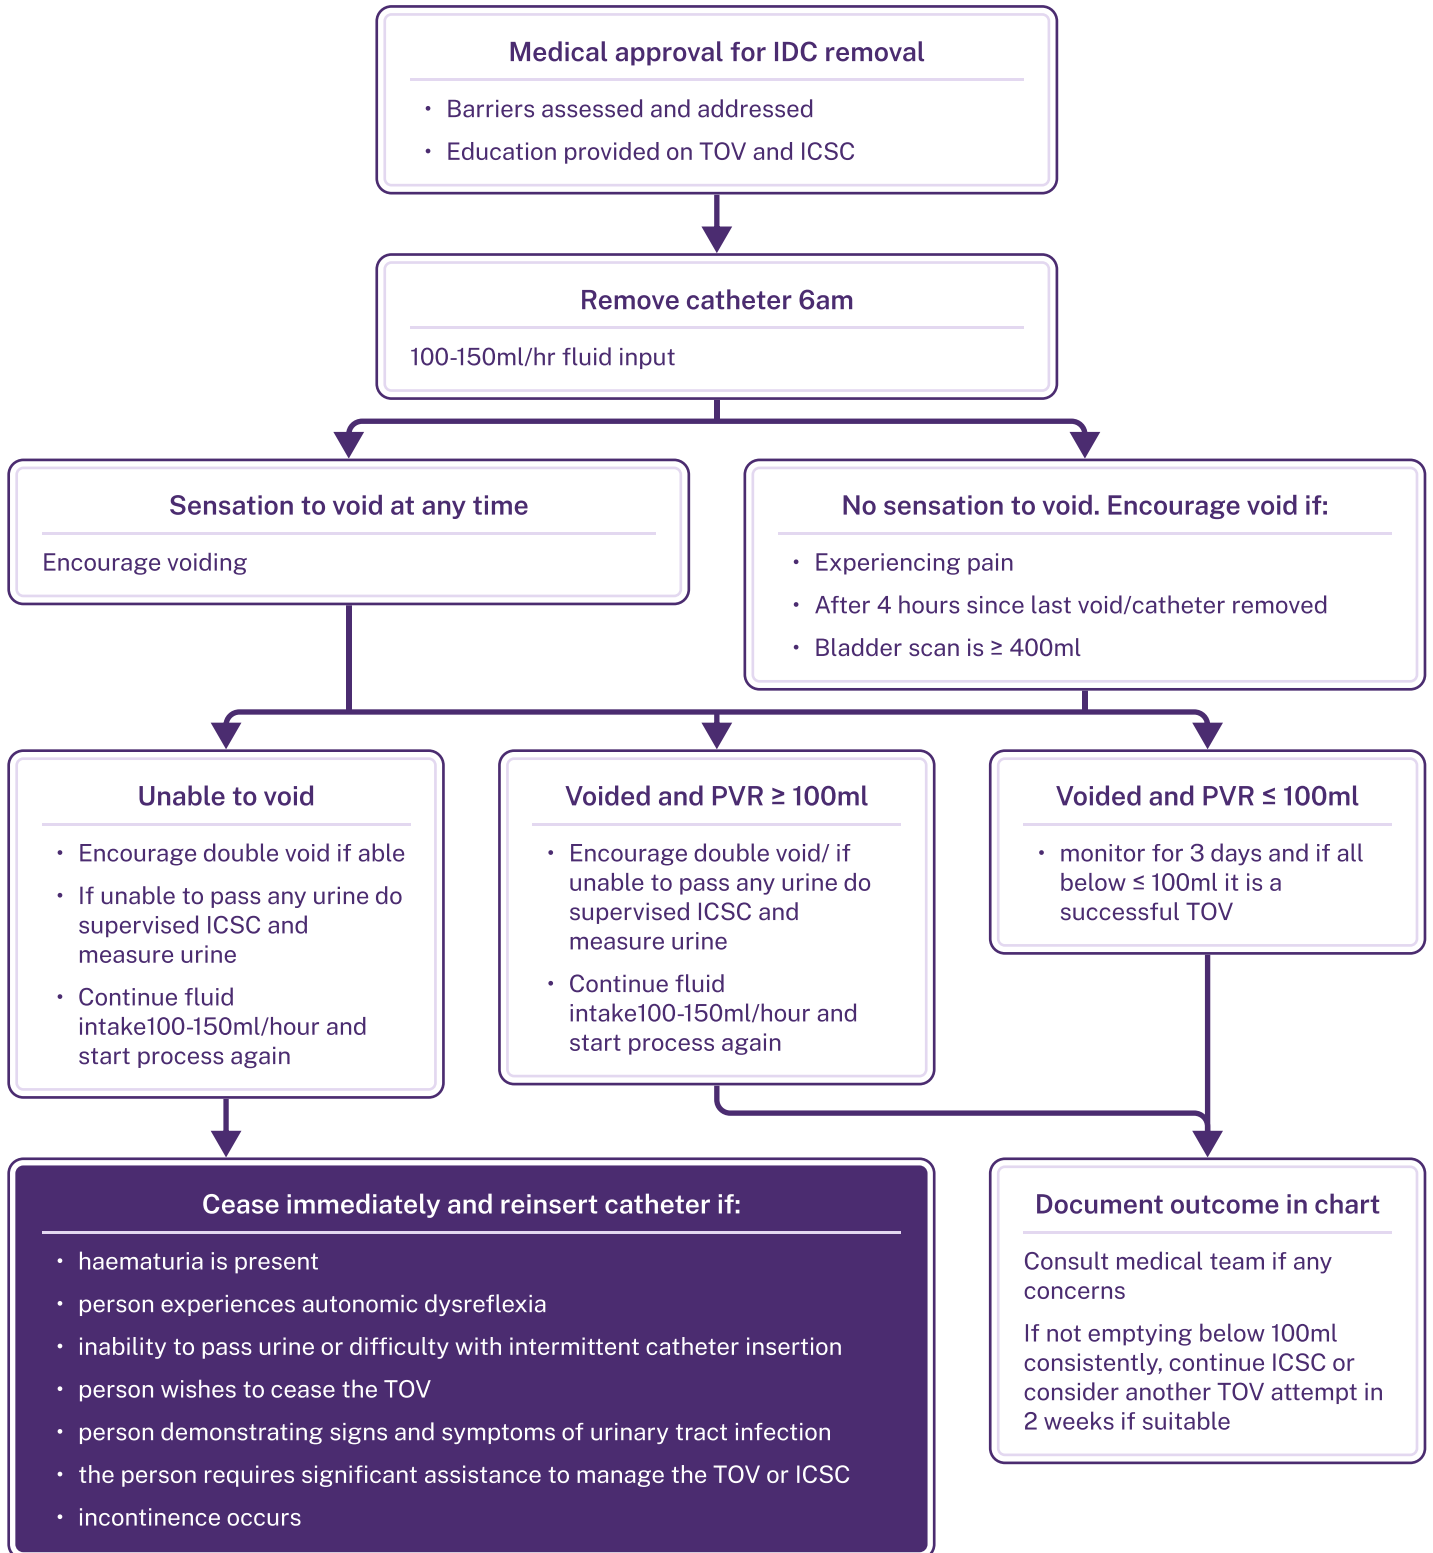 Medical approval for IDC removal
• Barriers assessed and addressed
• Education provided on TOV and ICSC
Remove catheter 6am
100-150ml/hr fluid input
Sensation to void at any time
Encourage voiding
No sensation to void. Encourage void if:
• Experiencing pain
• After 4 hours since last void/catheter removed
• Bladder scan is ≥ 400ml
Unable to void
• Encourage double void if able
• If unable to pass any urine do
supervised ICSC and
measure urine
• Continue fluid
intake100-150ml/hour and
start process again
Voided and PVR ≥ 100ml
• Encourage double void/ if
unable to pass any urine do
supervised ICSC and
measure urine
• Continue fluid
intake100-150ml/hour and
start process again
Voided and PVR ≤ 100ml
• monitor for 3 days and if all
below ≤ 100ml it is a
successful TOV
Cease immediately and reinsert catheter if:
• haematuria is present
• person experiences autonomic dysreflexia
• inability to pass urine or difficulty with intermittent catheter insertion
• person wishes to cease the TOV
• person demonstrating signs and symptoms of urinary tract infection
• the person requires significant assistance to manage the TOV or ICSC
• incontinence occurs
Document outcome in chart
Consult medical team if any
concerns
If not emptying below 100ml
consistently, continue ICSC or
consider another TOV attempt in
2 weeks if suitable